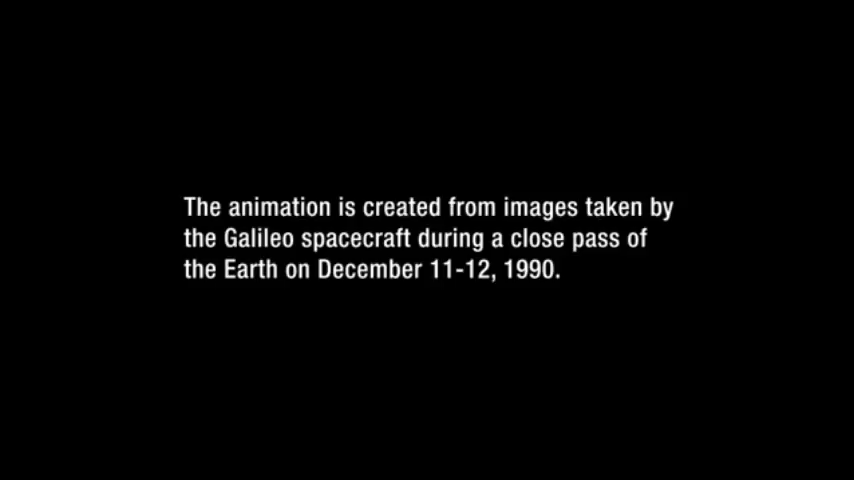 The animation is created from images taken by
the Galileo spacecraft during a close pass of
the Earth on December 11-12, 1990.